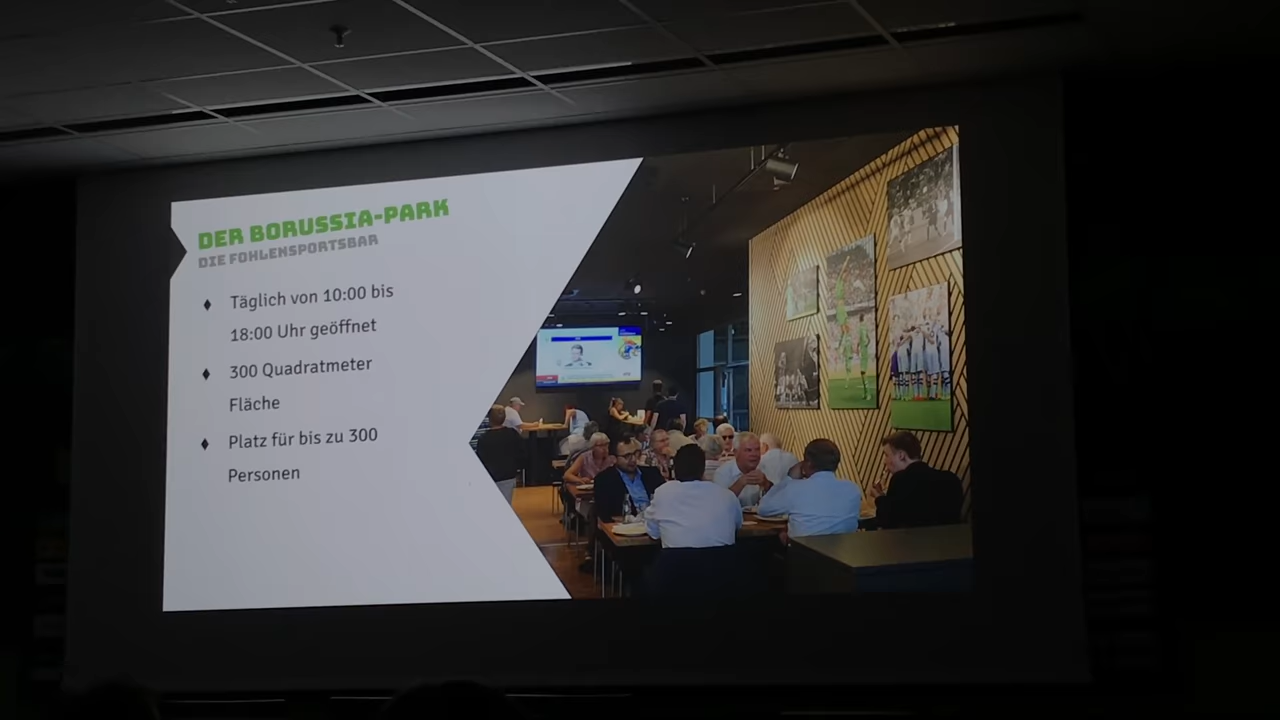 DER BORUSSIA-PARK
DIE FOHLENSPORTSBAR
Täglich von 10:00 bis
18:00 Uhr geöffnet
300 Quadratmeter
Fläche
Platz für bis zu 300
Personen